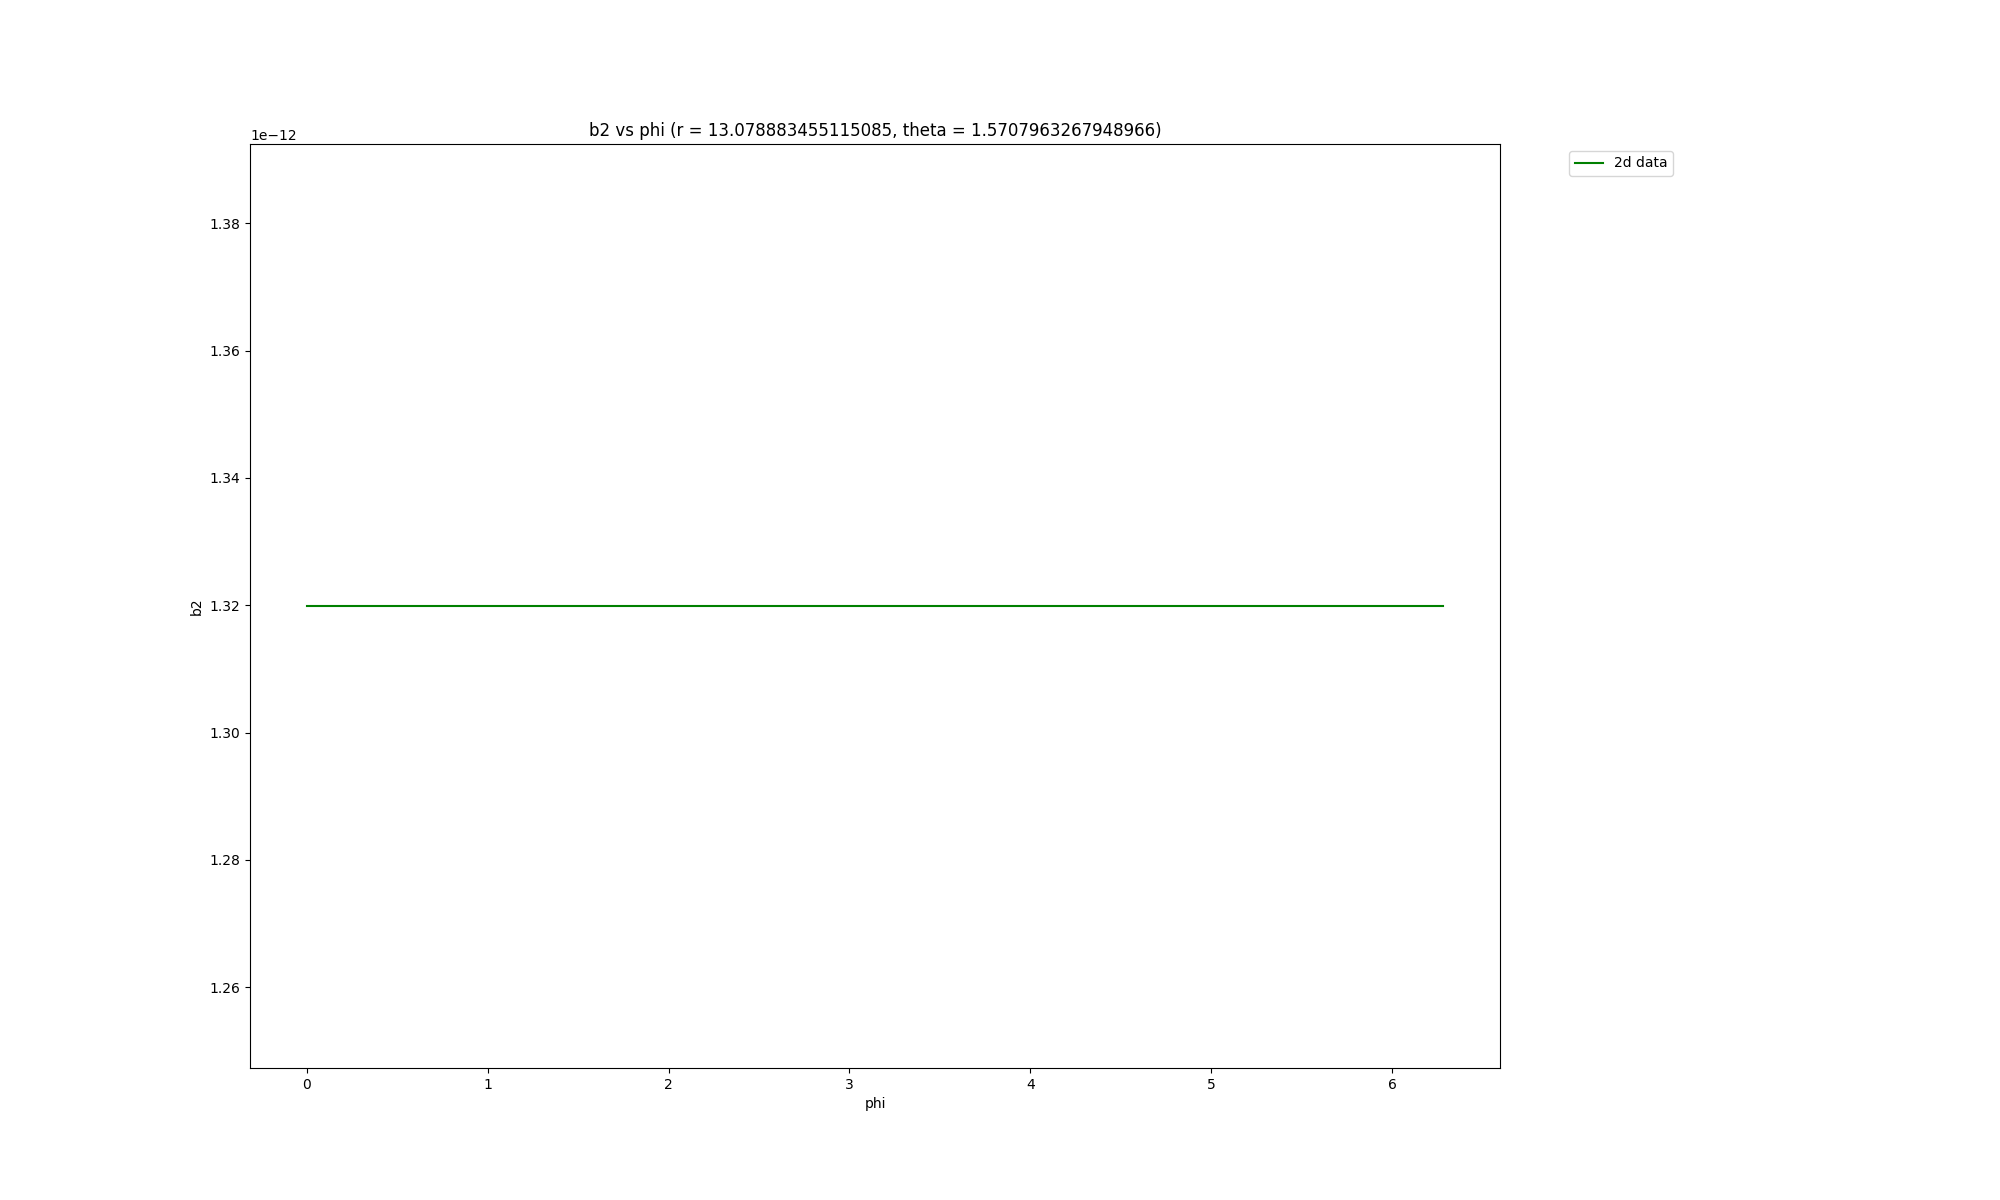 b2 vs phi (r = 13.078883455115085, theta = 1.5707963267948966)
1e−12
2d data
1.38
1.36
1.34
1.32
1.30
1.28
1.26
b2
0 1 2 3 4 5 6
phi